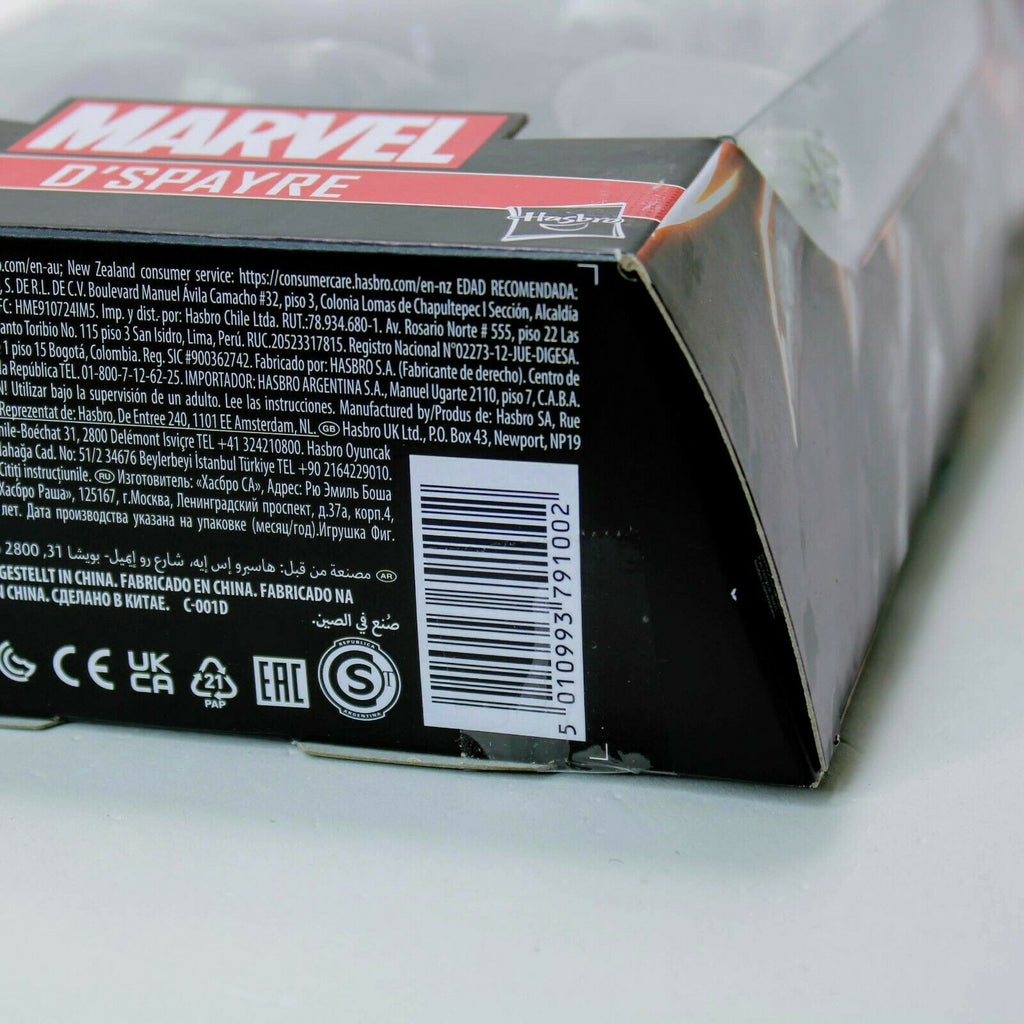 MARVEL
D'SPAYRE
Hasbro
ro.com/en-au; New Zealand consumer service: https://consumercare.hasbro.com/en-nz EDAD RECOMENDADA:
, S. DE R.L. DE C.V. Boulevard Manuel Ávila Camacho #32, piso 3, Colonia Lomas de Chapultepec I Sección, Alcaldía
FC: HME910724IM5. Imp. y dist. por: Hasbro Chile Ltda. RUT.:78.934.680-1. Av. Rosario Norte # 555, piso 22 Las
anto Toribio No. 115 piso 3 San Isidro, Lima, Perú. RUC.20523317815. Registro Nacional N°02273-12-JUE-DIGESA.
1 piso 15 Bogotá, Colombia. Reg. SIC #900362742. Fabricado por: HASBRO S.A. (Fabricante de derecho). Centro de
la República TEL. 01-800-7-12-62-25. IMPORTADOR: HASBRO ARGENTINA S.A., Manuel Ugarte 2110, piso 7, C.A.B.A.
N! Utilizar bajo la supervisión de un adulto. Lee las instrucciones. Manufactured by/Produs de: Hasbro SA, Rue
Reprezentat de: Hasbro, De Entree 240, 1101 EE Amsterdam, NL. GB Hasbro UK Ltd., P.O. Box 43, Newport, NP19
mile-Boéchat 31, 2800 Delémont İsviçre TEL +41 324210800. Hasbro Oyuncak
lahağa Cad. No: 51/2 34676 Beylerbeyi İstanbul Türkiye TEL +90 2164229010.
Citiți instrucțiunile. RU Изготовитель: «Хасбро СА», Адрес: Рю Эмиль Боша
Хасбро Раша», 125167, г.Москва, Ленинградский проспект, д.37а, корп.4,
лет. Дата производства указана на упаковке (месяц/год).Игрушка Фиг.
AR مصنعة من قبل: هاسبرو إس إيه، شارع رو إيميل- بويشا 31, 2800
GESTELLT IN CHINA. FABRICADO EN CHINA. FABRICADO NA
N CHINA. СДЕЛАНО В КИТАЕ. C-001D
صُنع في الصين.
CE
UK
CA
21
PAP
EAC
REPUBLICA
S
T
ARGENTINA
5 010993 791002